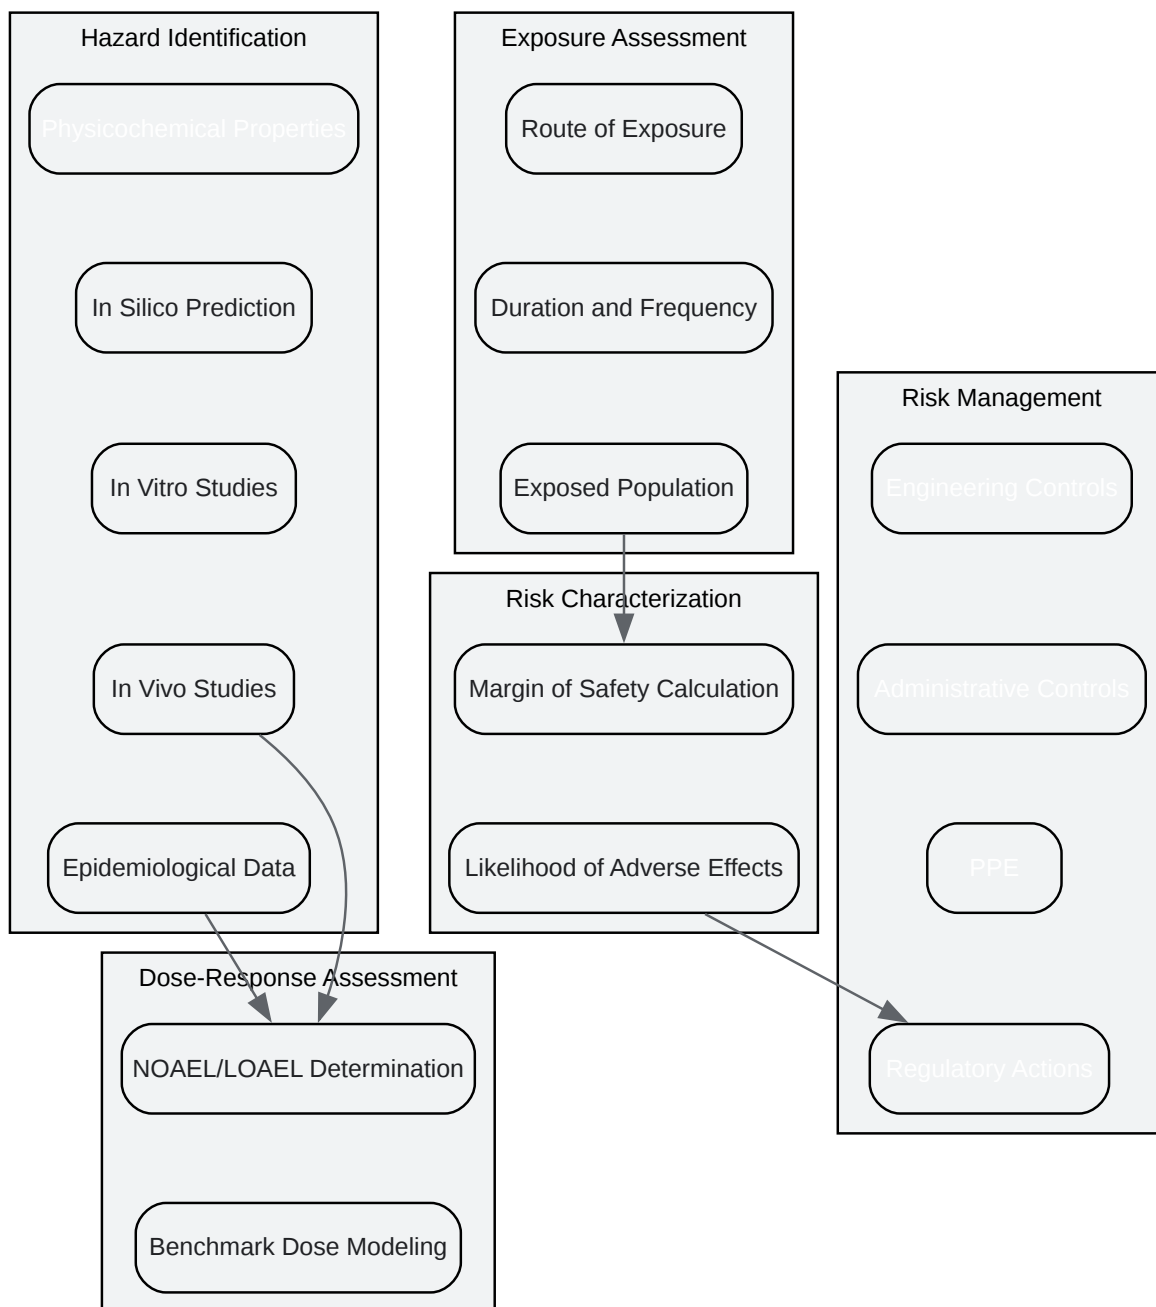 Hazard Identification
Physicochemical Properties
In Silico Prediction
In Vitro Studies
In Vivo Studies
Epidemiological Data
Exposure Assessment
Route of Exposure
Duration and Frequency
Exposed Population
Risk Characterization
Margin of Safety Calculation
Likelihood of Adverse Effects
Risk Management
Engineering Controls
Administrative Controls
PPE
Regulatory Actions
Dose-Response Assessment
NOAEL/LOAEL Determination
Benchmark Dose Modeling